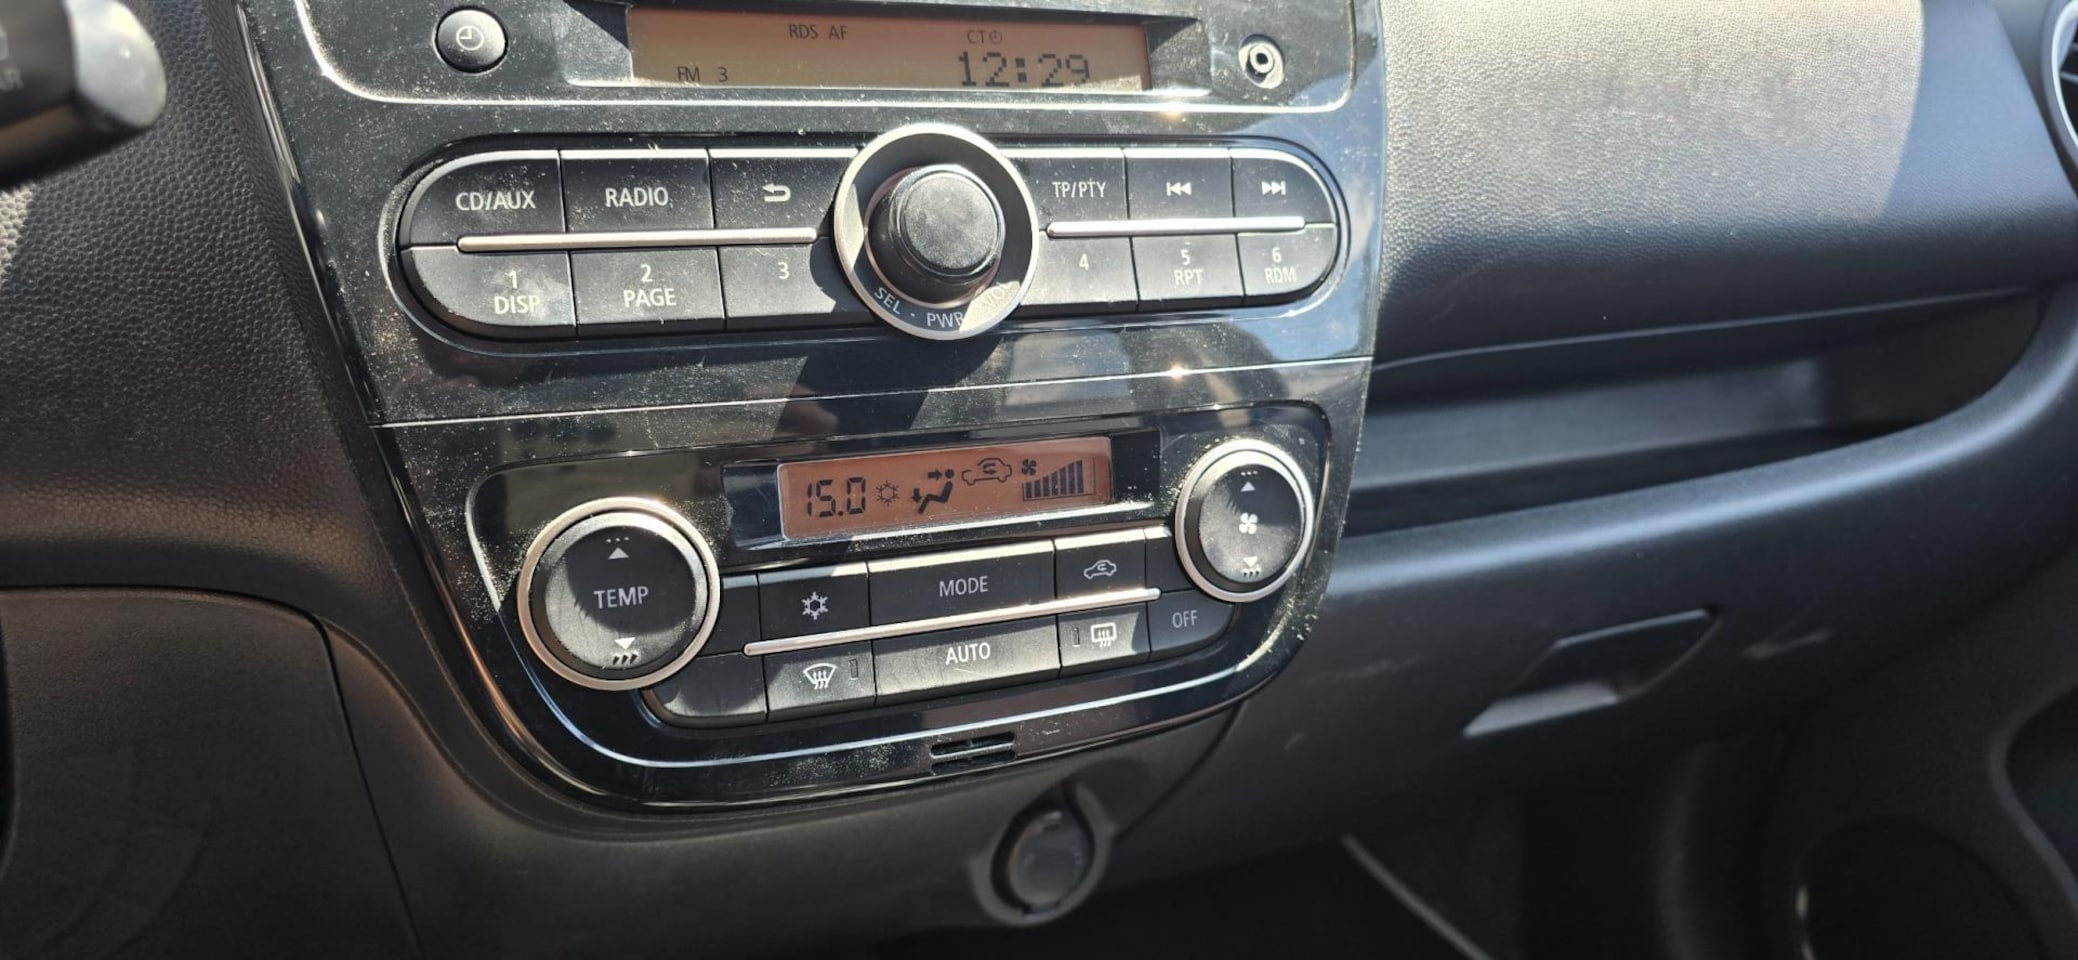 RDS AF CT
FM 3 12:29
CD/AUX RADIO TP/PTY
1 2 3 4 5 6
DISP PAGE RPT RDM
SEL · PWR VOL
15.0
TEMP MODE
AUTO OFF